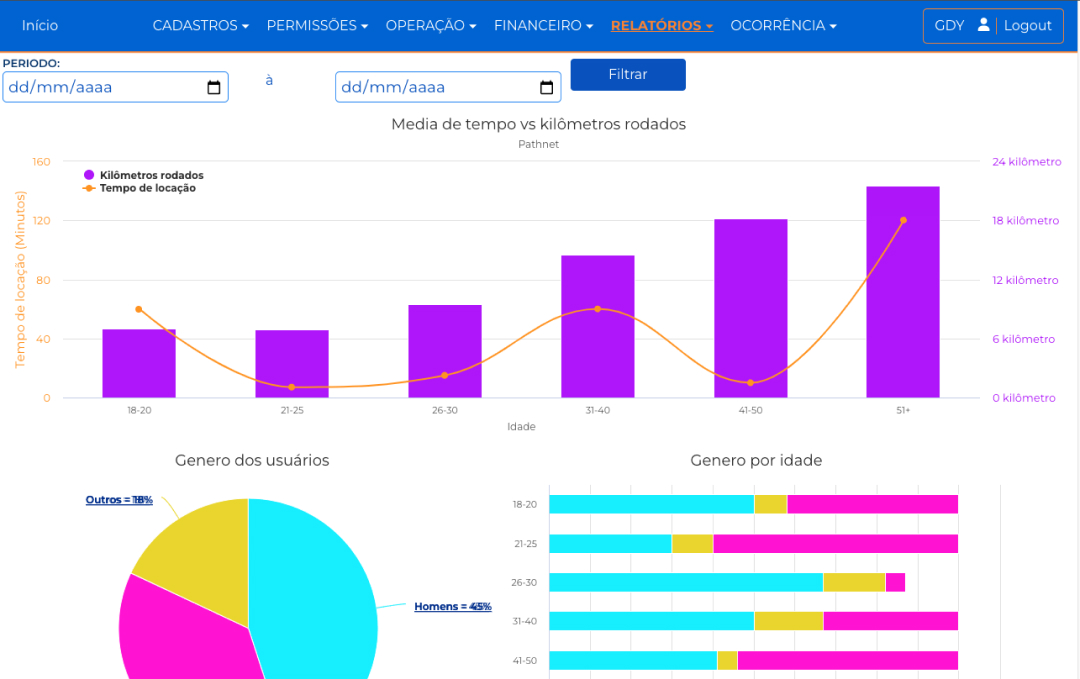 Início CADASTROS PERMISSÕES OPERAÇÃO FINANCEIRO RELATÓRIOS OCORRÊNCIA GDY Logout
PERIODO:
dd/mm/aaaa à dd/mm/aaaa Filtrar
Media de tempo vs kilômetros rodados
Pathnet
Kilômetros rodados
Tempo de locação
Tempo de locação (Minutos)
160
120
80
40
0
24 kilômetro
18 kilômetro
12 kilômetro
6 kilômetro
0 kilômetro
18-20 21-25 26-30 31-40 41-50 51+
Idade
Genero dos usuários
Outros = 18%
Homens = 45%
Genero por idade
18-20
21-25
26-30
31-40
41-50